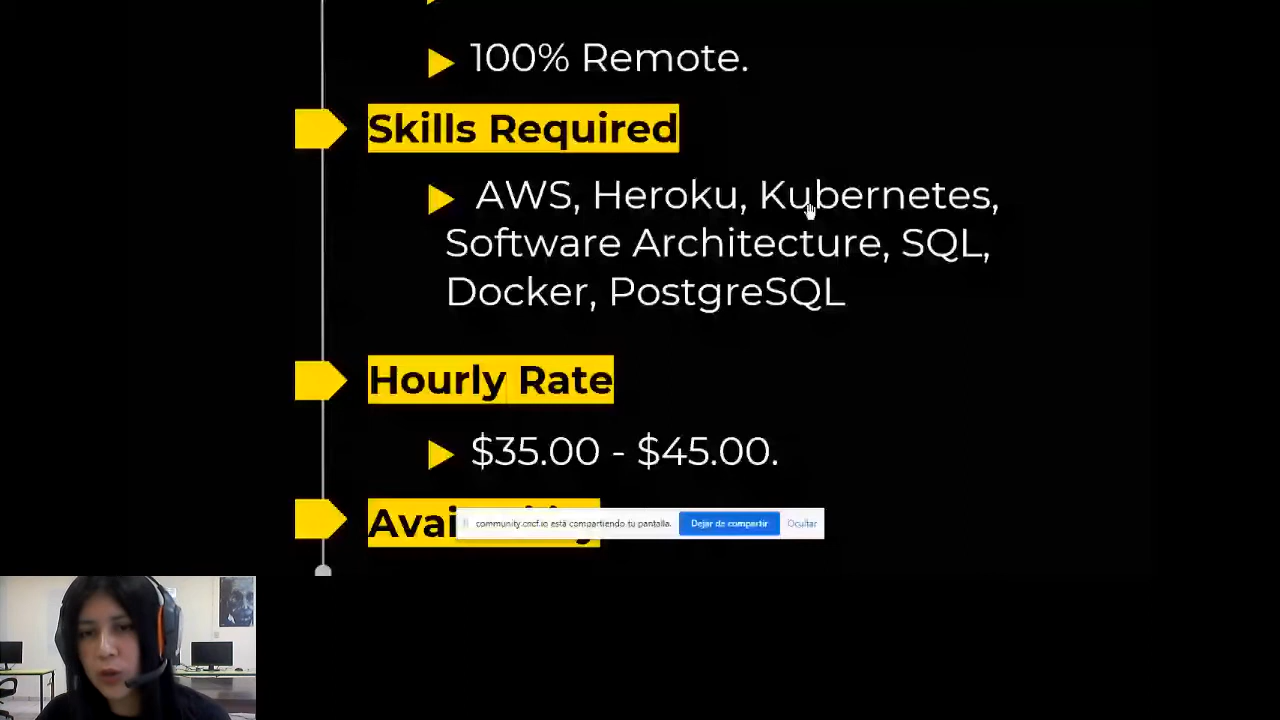 100% Remote.
Skills Required
AWS, Heroku, Kubernetes,
Software Architecture, SQL,
Docker, PostgreSQL
Hourly Rate
$35.00 - $45.00.
community.cncf.io está compartiendo tu pantalla.
Dejar de compartir
Ocultar